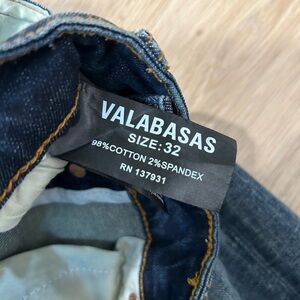 VALABASAS
SIZE: 32
98%COTTON 2%SPANDEX
RN 137931